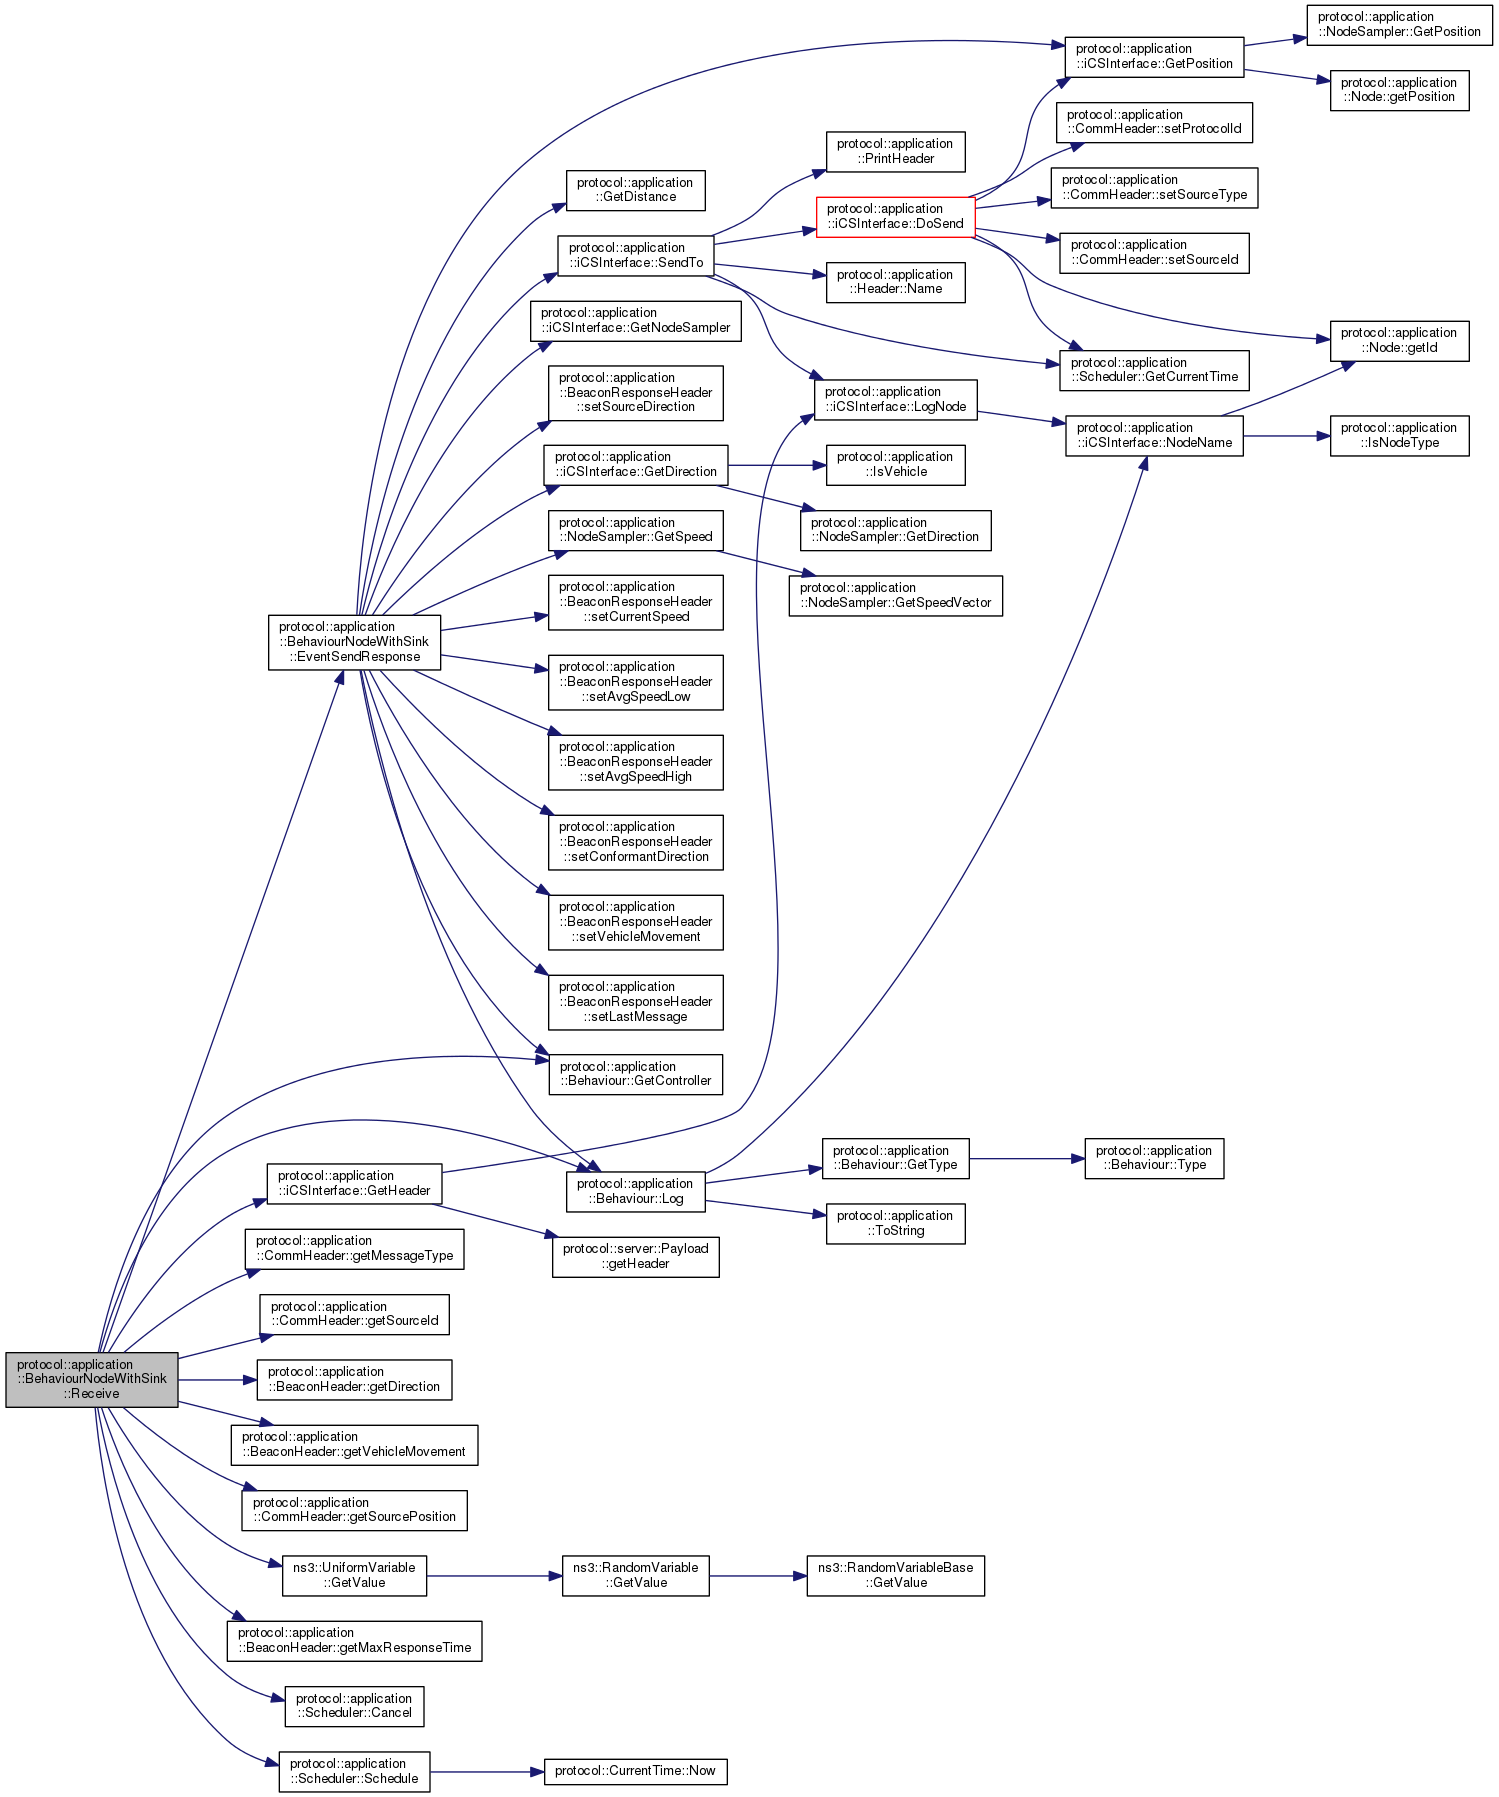 protocol::application
::NodeSampler::GetPosition
protocol::application
::iCSInterface::GetPosition
protocol::application
::Node::getPosition
protocol::application
::CommHeader::setProtocolId
protocol::application
::PrintHeader
protocol::application
::GetDistance
protocol::application
::CommHeader::setSourceType
protocol::application
::iCSInterface::DoSend
protocol::application
::iCSInterface::SendTo
protocol::application
::CommHeader::setSourceId
protocol::application
::Header::Name
protocol::application
::iCSInterface::GetNodeSampler
protocol::application
::Node::getId
protocol::application
::Scheduler::GetCurrentTime
protocol::application
::BeaconResponseHeader
::setSourceDirection
protocol::application
::iCSInterface::LogNode
protocol::application
::iCSInterface::NodeName
protocol::application
::IsNodeType
protocol::application
::iCSInterface::GetDirection
protocol::application
::IsVehicle
protocol::application
::NodeSampler::GetSpeed
protocol::application
::NodeSampler::GetDirection
protocol::application
::BeaconResponseHeader
::setCurrentSpeed
protocol::application
::NodeSampler::GetSpeedVector
protocol::application
::BehaviourNodeWithSink
::EventSendResponse
protocol::application
::BeaconResponseHeader
::setAvgSpeedLow
protocol::application
::BeaconResponseHeader
::setAvgSpeedHigh
protocol::application
::BeaconResponseHeader
::setConformantDirection
protocol::application
::BeaconResponseHeader
::setVehicleMovement
protocol::application
::BeaconResponseHeader
::setLastMessage
protocol::application
::Behaviour::GetController
protocol::application
::Behaviour::GetType
protocol::application
::Behaviour::Type
protocol::application
::iCSInterface::GetHeader
protocol::application
::Behaviour::Log
protocol::application
::ToString
protocol::application
::CommHeader::getMessageType
protocol::server::Payload
::getHeader
protocol::application
::CommHeader::getSourceId
protocol::application
::BehaviourNodeWithSink
::Receive
protocol::application
::BeaconHeader::getDirection
protocol::application
::BeaconHeader::getVehicleMovement
protocol::application
::CommHeader::getSourcePosition
ns3::UniformVariable
::GetValue
ns3::RandomVariable
::GetValue
ns3::RandomVariableBase
::GetValue
protocol::application
::BeaconHeader::getMaxResponseTime
protocol::application
::Scheduler::Cancel
protocol::application
::Scheduler::Schedule
protocol::CurrentTime::Now